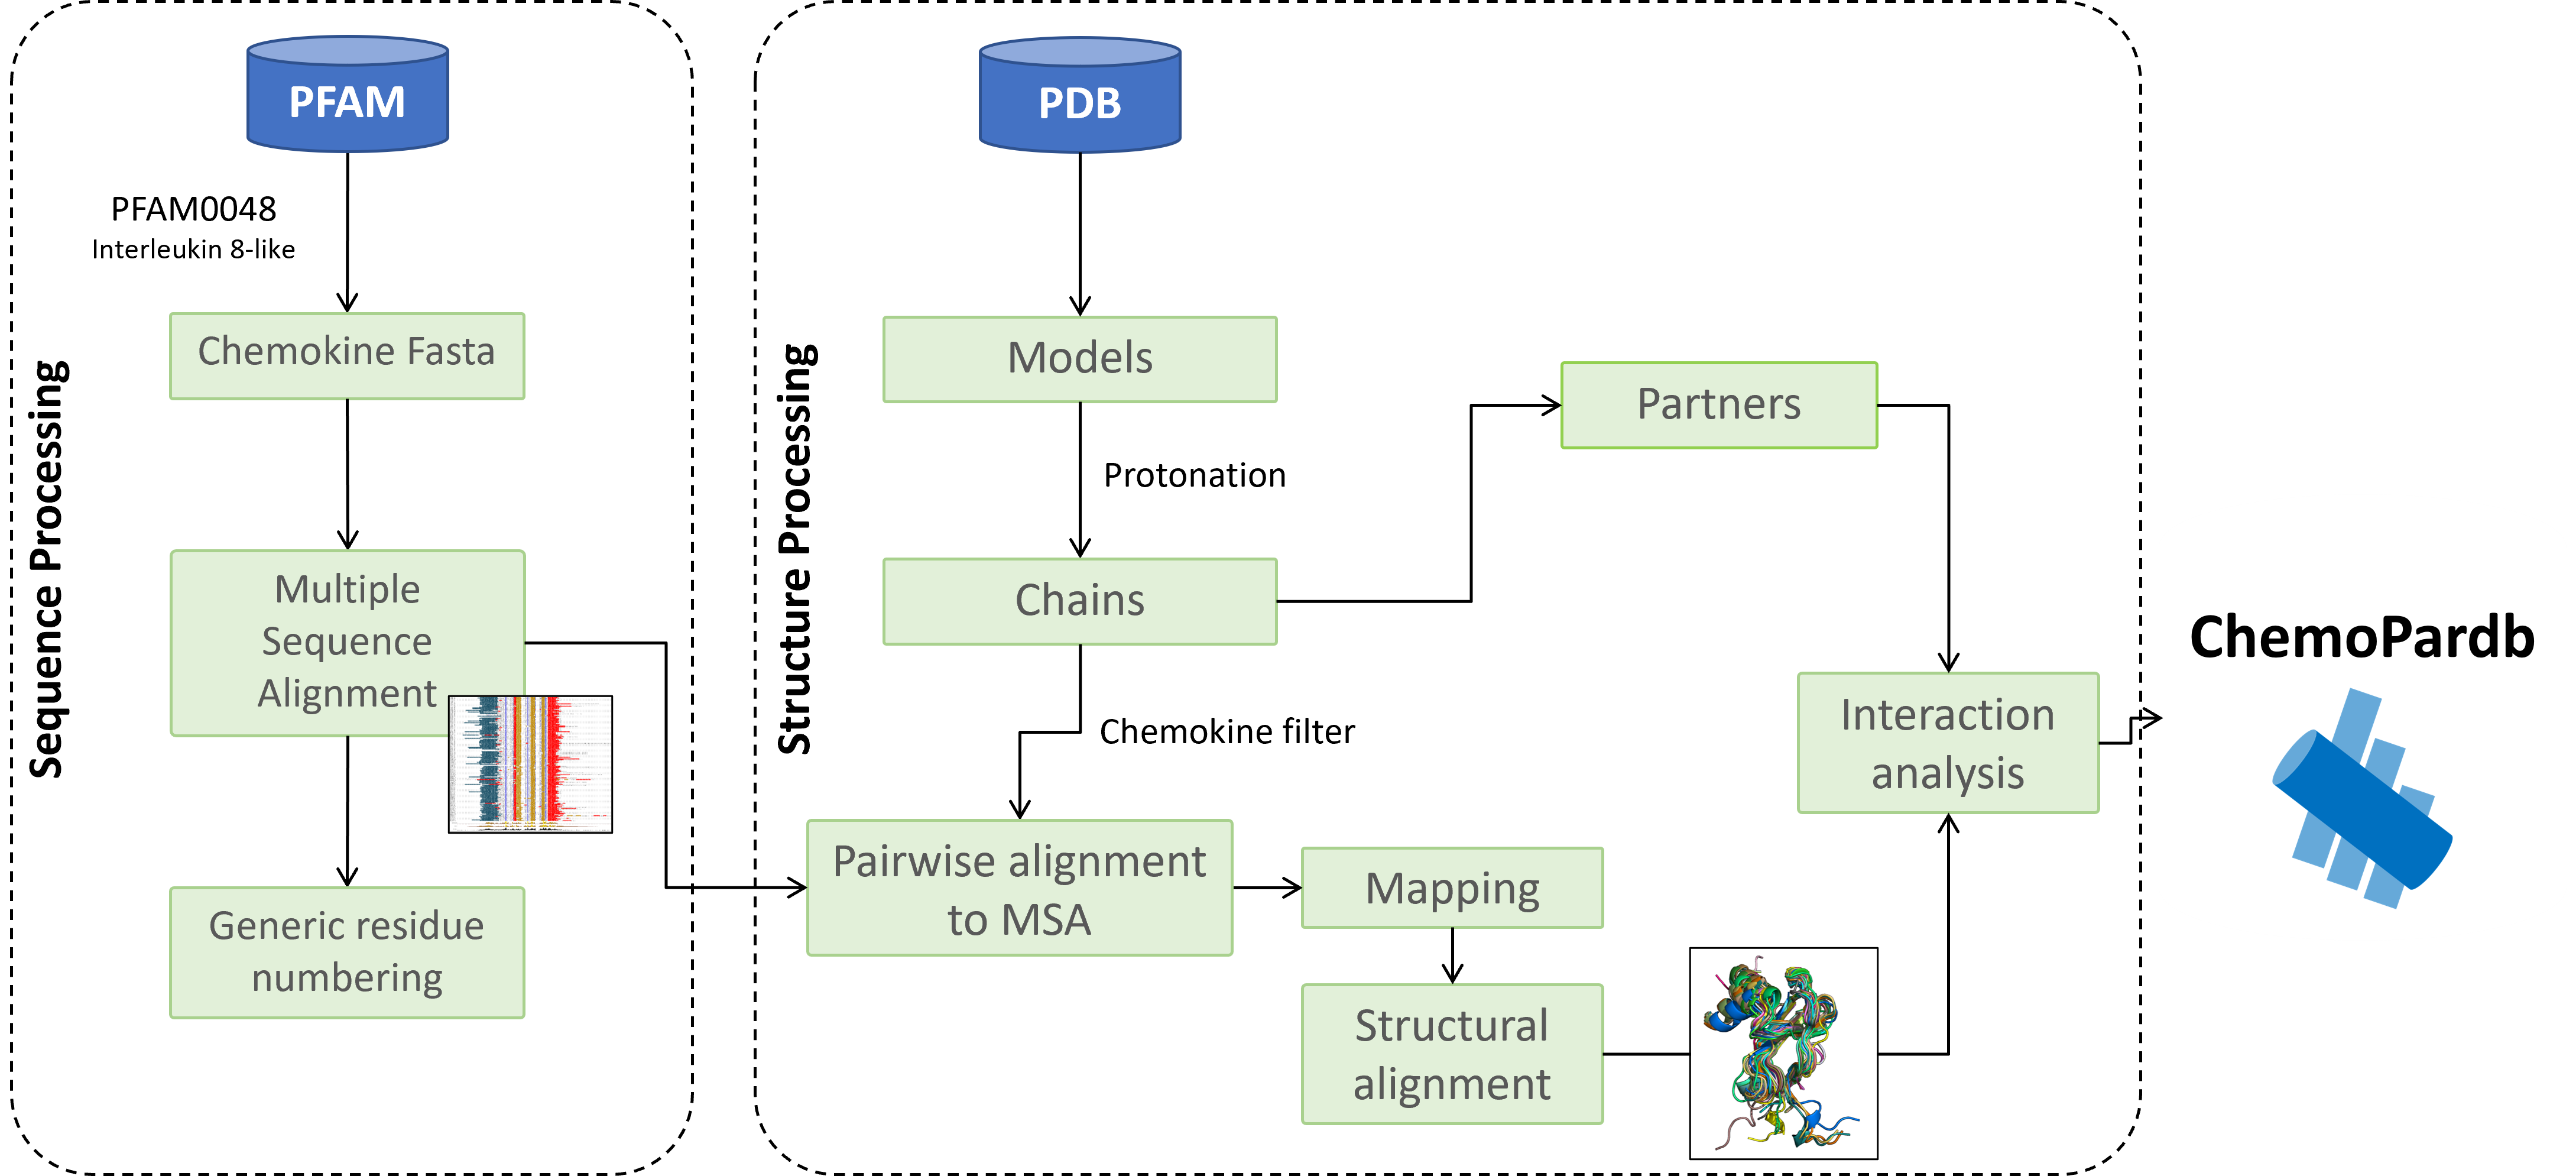 Sequence Processing
PFAM
PFAM0048
Interleukin 8-like
Chemokine Fasta
Multiple
Sequence
Alignment
Generic residue
numbering
Structure Processing
PDB
Models
Protonation
Chains
Chemokine filter
Pairwise alignment
to MSA
Mapping
Structural
alignment
Partners
Interaction
analysis
ChemoPardb